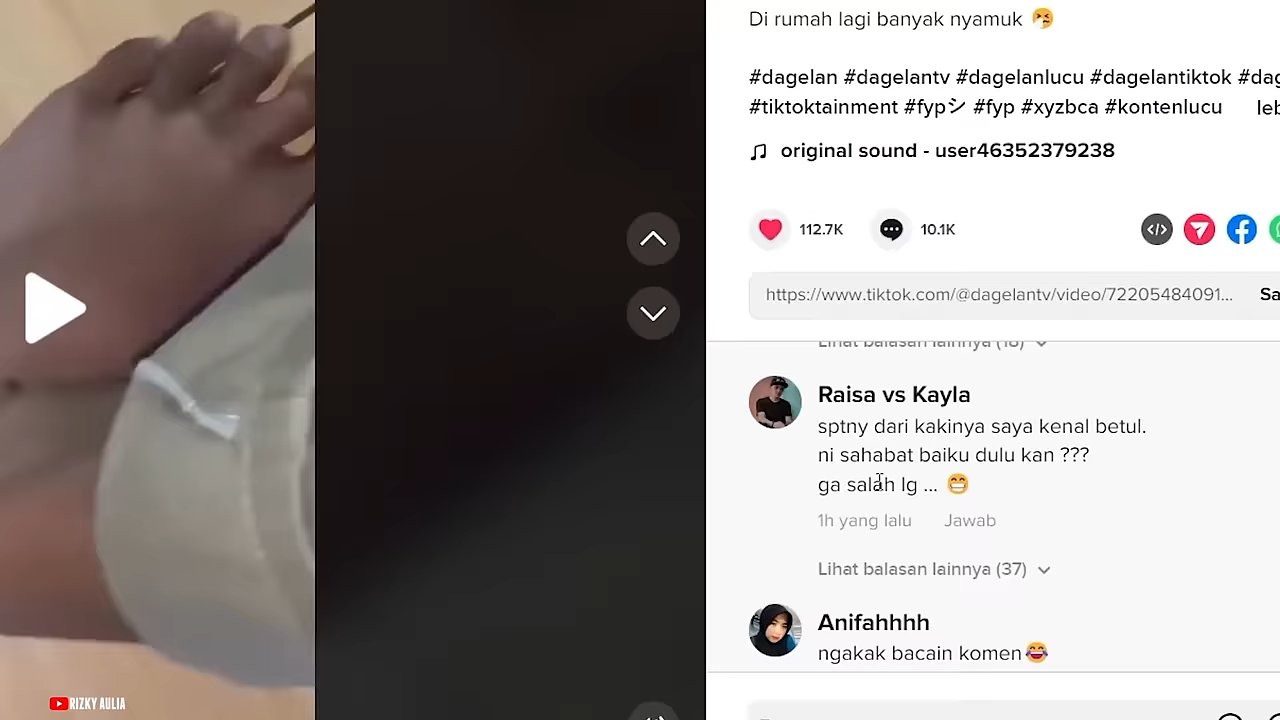 Di rumah lagi banyak nyamuk 🤧
#dagelan #dagelantv #dagelanlucu #dagelantiktok #dag
#tiktoktainment #fypシ #fyp #xyzbca #kontenlucu leb
original sound - user46352379238
112.7K 10.1K
https://www.tiktok.com/@dagelantv/video/72205484091... Sa
Lihat balasan lainnya (18)
Raisa vs Kayla
sptny dari kakinya saya kenal betul.
ni sahabat baiku dulu kan ???
ga salah lg ... 😁
1h yang lalu Jawab
Lihat balasan lainnya (37)
Anifahhhh
ngakak bacain komen😂
RIZKY AULIA